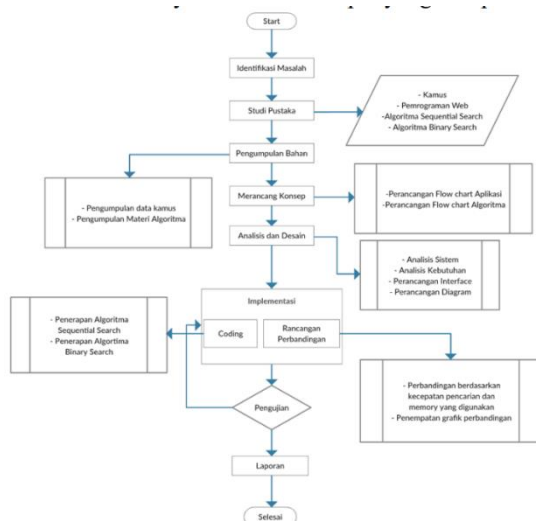 Start
Identifikasi Masalah
Studi Pustaka
- Kamus
- Pemrograman Web
-Algoritma Sequential Search
- Algoritma Binary Search
Pengumpulan Bahan
- Pengumpulan data kamus
- Pengumpulan Materi Algoritma
Merancang Konsep
-Perancangan Flow chart Aplikasi
-Perancangan Flow chart Algoritma
Analisis dan Desain
- Analisis Sistem
- Analisis Kebutuhan
- Perancangan Interface
- Perancangan Diagram
Implementasi
Coding
Rancangan
Perbandingan
- Penerapan Algoritma
Sequential Search
- Penerapan Algortima
Binary Search
- Perbandingan berdasarkan
kecepatan pencarian dan
memory yang digunakan
- Penempatan grafik perbandingan
Pengujian
Laporan
Selesai